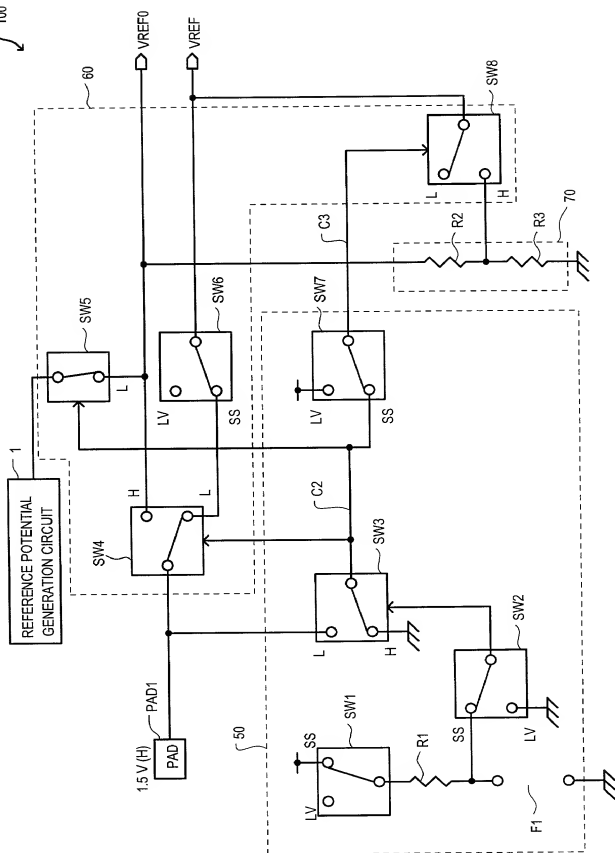 100
REFERENCE POTENTIAL
GENERATION CIRCUIT
1
SW5
L
60
VREF0
VREF
1.5 V (H)
PAD
PAD1
SW4
H
L
SW6
LV
SS
SW8
L
H
C3
R2
R3
70
50
SW3
L
H
C2
SW7
LV
SS
SW1
LV
SS
R1
SW2
SS
LV
F1